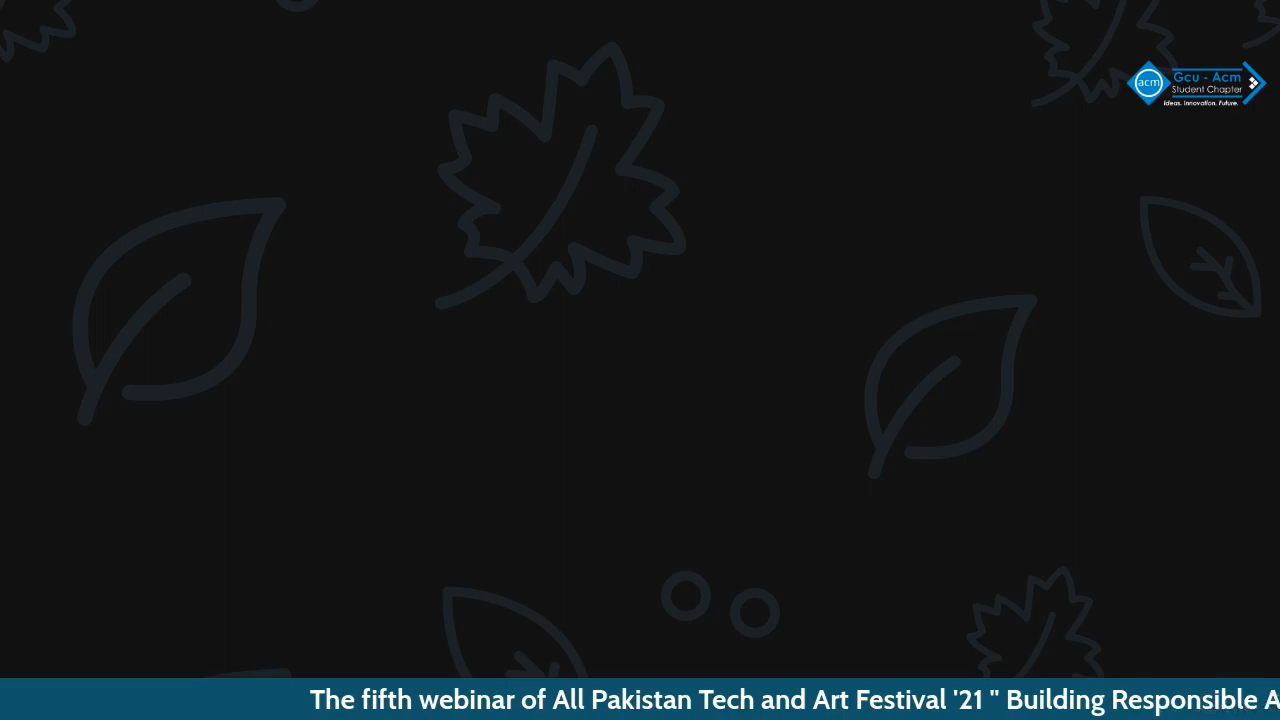 acm
Gcu - Acm
Student Chapter
Ideas. Innovation. Future.
The fifth webinar of All Pakistan Tech and Art Festival '21 " Building Responsible A